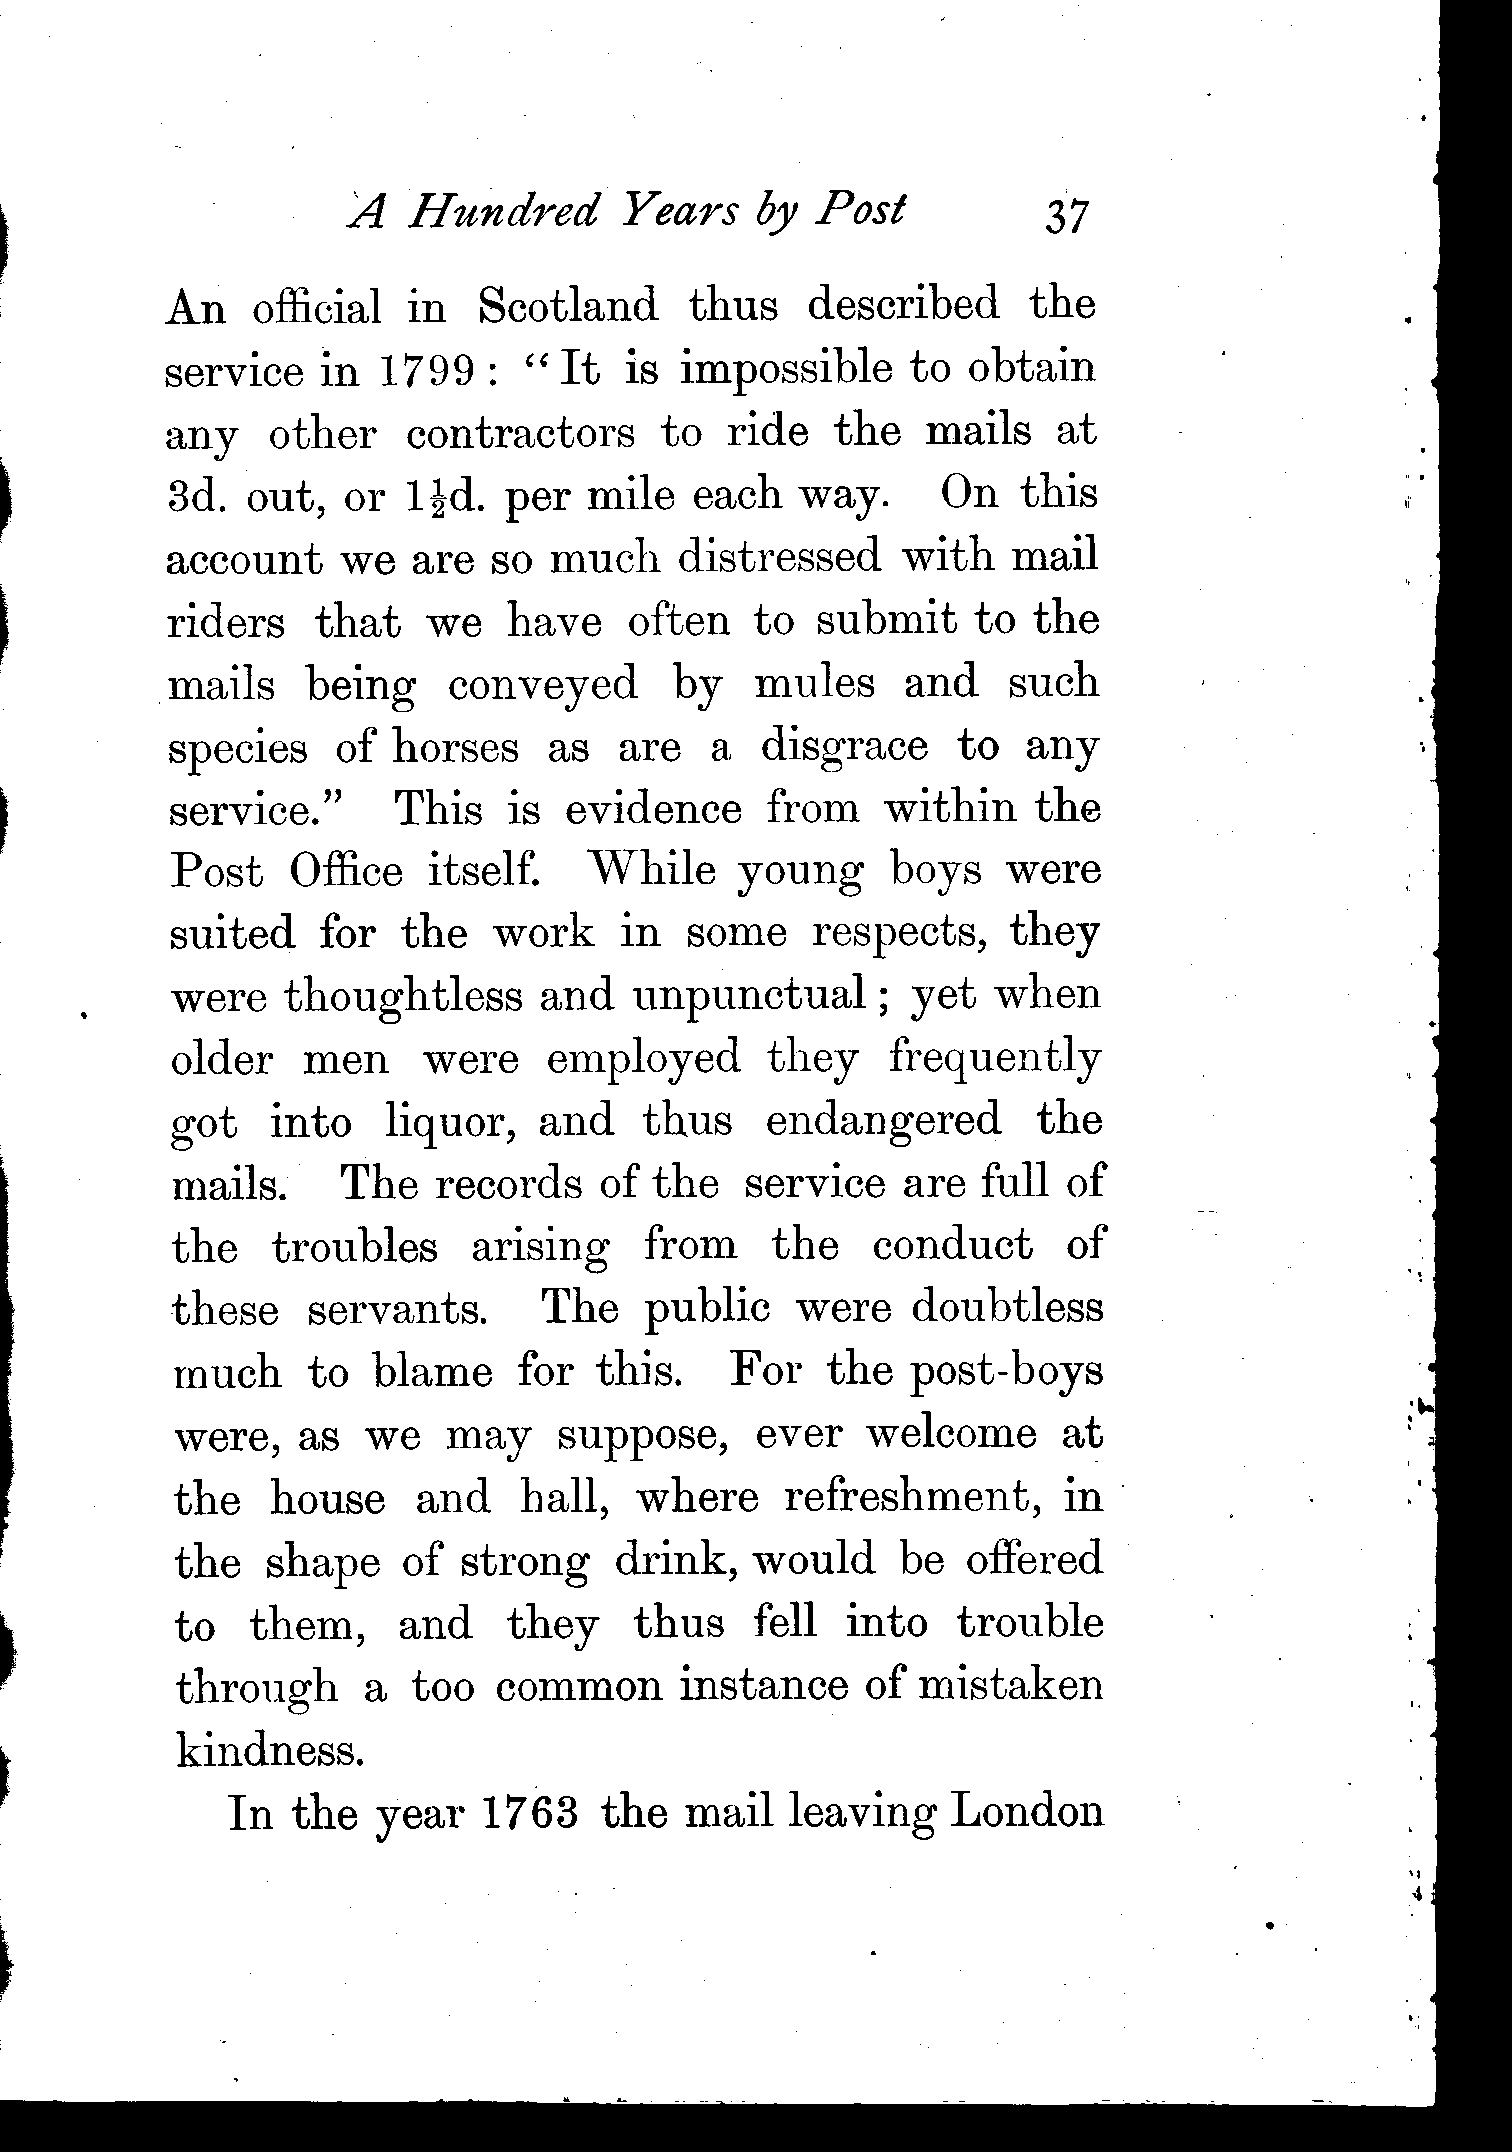 A Hundred Years by Post 37
An official in Scotland thus described the
service in 1799 : “ It is impossible to obtain
any other contractors to ride the mails at
3d. out, or 1½d. per mile each way. On this
account we are so much distressed with mail
riders that we have often to submit to the
mails being conveyed by mules and such
species of horses as are a disgrace to any
service.” This is evidence from within the
Post Office itself. While young boys were
suited for the work in some respects, they
were thoughtless and unpunctual ; yet when
older men were employed they frequently
got into liquor, and thus endangered the
mails. The records of the service are full of
the troubles arising from the conduct of
these servants. The public were doubtless
much to blame for this. For the post-boys
were, as we may suppose, ever welcome at
the house and hall, where refreshment, in
the shape of strong drink, would be offered
to them, and they thus fell into trouble
through a too common instance of mistaken
kindness.
In the year 1763 the mail leaving London